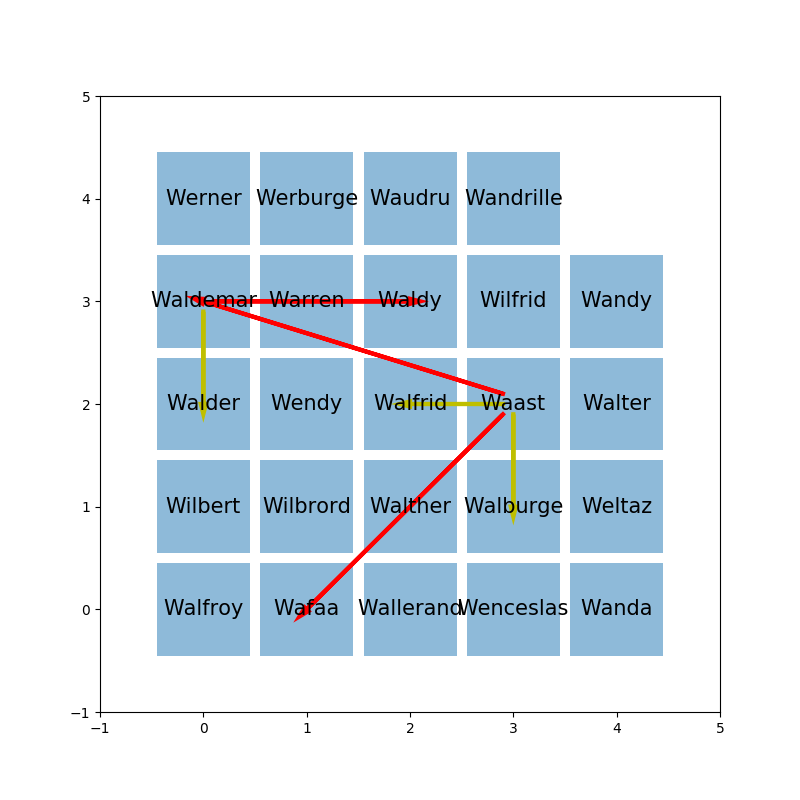 5
4 Werner Werburge Waudru Wandrille
3 Waldemar Warren Waldy Wilfrid Wandy
2 Walder Wendy Walfrid Waast Walter
1 Wilbert Wilbrord Walther Walburge Weltaz
0 Walfroy Wafaa Wallerand Wenceslas Wanda
−1
−1 0 1 2 3 4 5